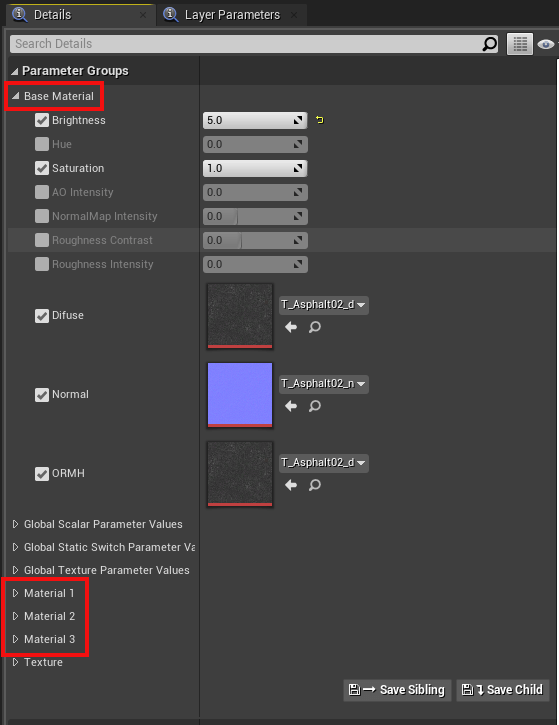 Details
Layer Parameters
Search Details
Parameter Groups
Base Material
Brightness 5.0
Hue 0.0
Saturation 1.0
AO Intensity 0.0
NormalMap Intensity 0.0
Roughness Contrast 0.0
Roughness Intensity 0.0
Difuse T_Asphalt02_d
Normal T_Asphalt02_n
ORMH T_Asphalt02_d
Global Scalar Parameter Values
Global Static Switch Parameter Va
Global Texture Parameter Values
Material 1
Material 2
Material 3
Texture
Save Sibling Save Child